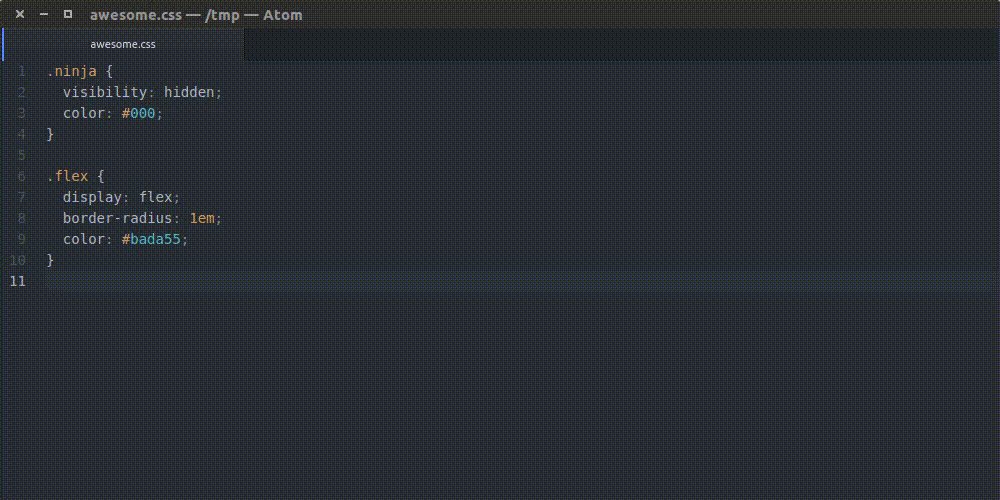 awesome.css — /tmp — Atom
awesome.css
1 .ninja {
2   visibility: hidden;
3   color: #000;
4 }
5
6 .flex {
7   display: flex;
8   border-radius: 1em;
9   color: #bada55;
10 }
11